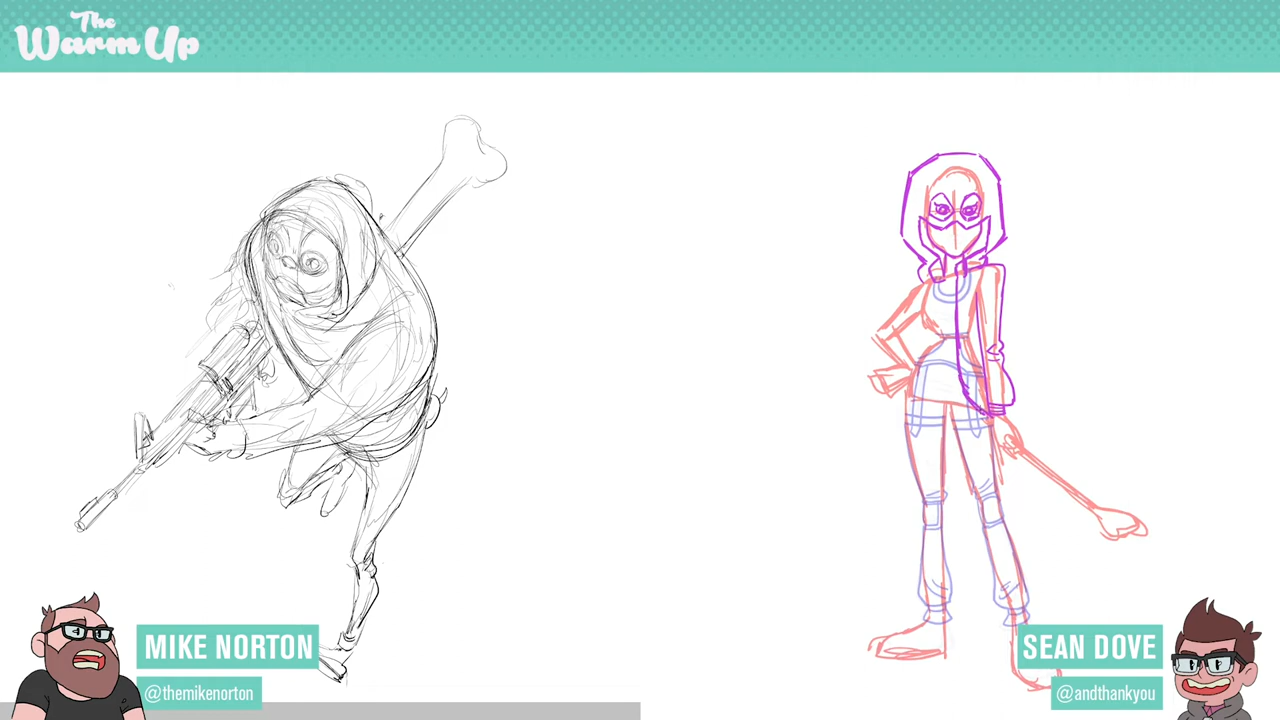 The
Warm Up
MIKE NORTON
@themikenorton
SEAN DOVE
@andthankyou